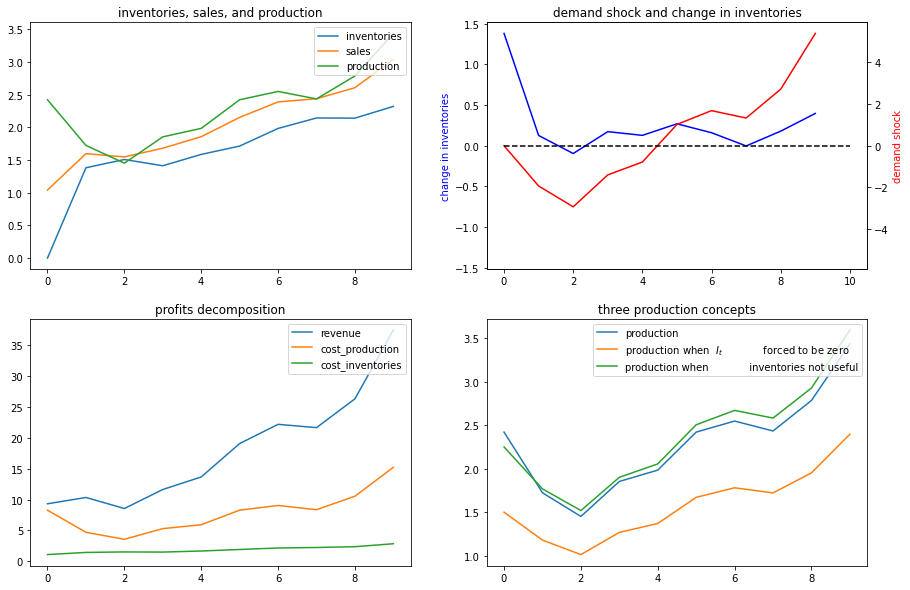 inventories, sales, and production
inventories
sales
production
3.5
3.0
2.5
2.0
1.5
1.0
0.5
0.0
0 2 4 6 8
demand shock and change in inventories
change in inventories
1.5
1.0
0.5
0.0
−0.5
−1.0
−1.5
4
2
0
−2
−4
demand shock
0 2 4 6 8 10
profits decomposition
revenue
cost_production
cost_inventories
35
30
25
20
15
10
5
0
0 2 4 6 8
three production concepts
production
production when I_t forced to be zero
production when inventories not useful
3.5
3.0
2.5
2.0
1.5
1.0
0 2 4 6 8